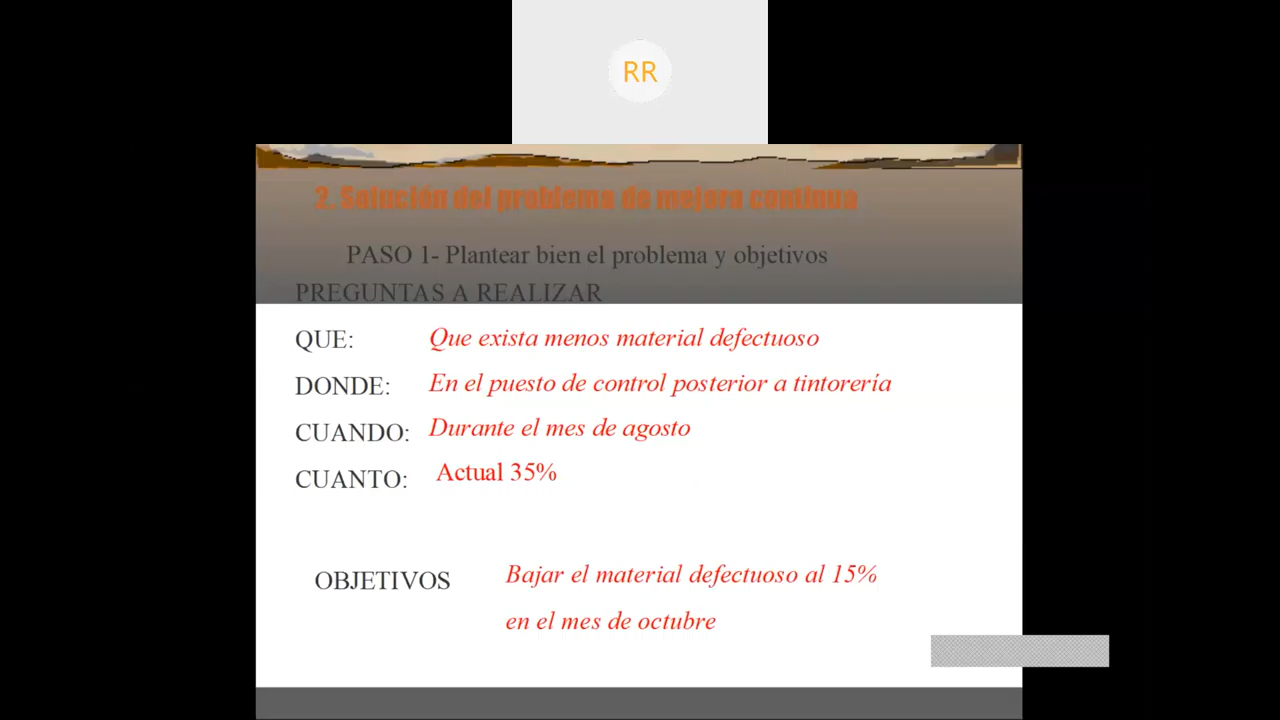 RR
2. Solución del problema de mejora continua
PASO 1- Plantear bien el problema y objetivos
PREGUNTAS A REALIZAR
QUE: Que exista menos material defectuoso
DONDE: En el puesto de control posterior a tintorería
CUANDO: Durante el mes de agosto
CUANTO: Actual 35%
OBJETIVOS Bajar el material defectuoso al 15%
en el mes de octubre